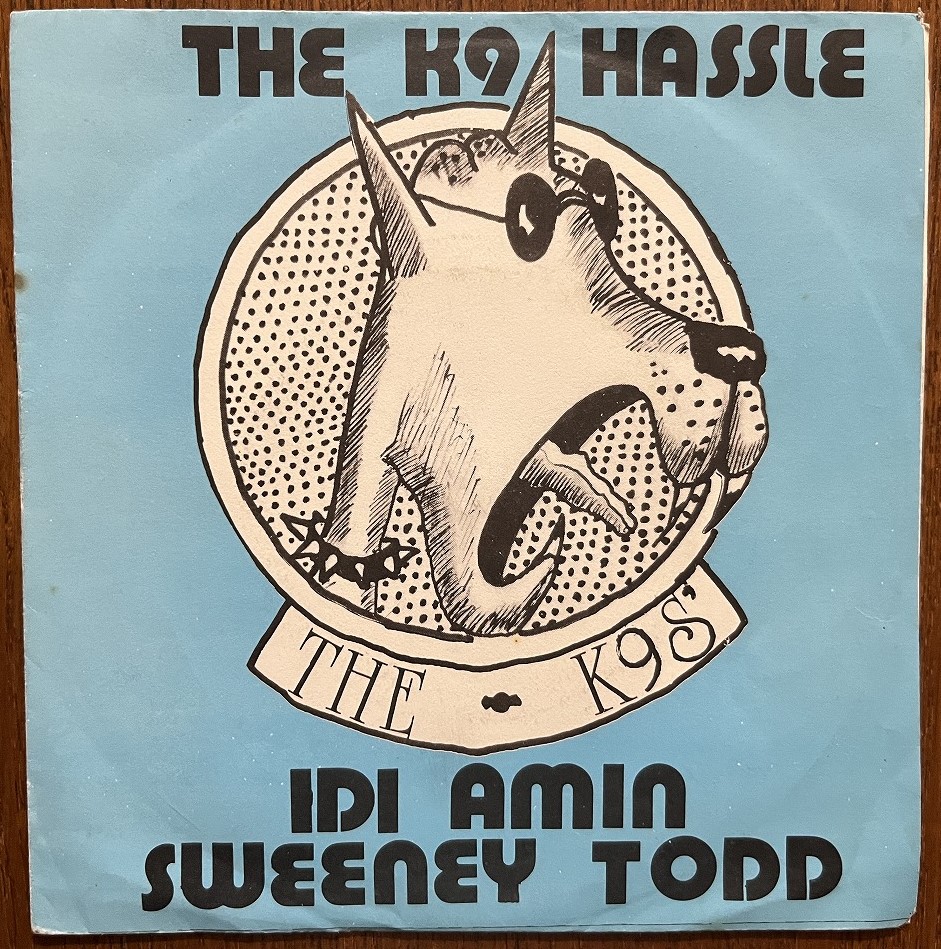 THE K9 HASSLE
THE • K9S'
IDI AMIN
SWEENEY TODD